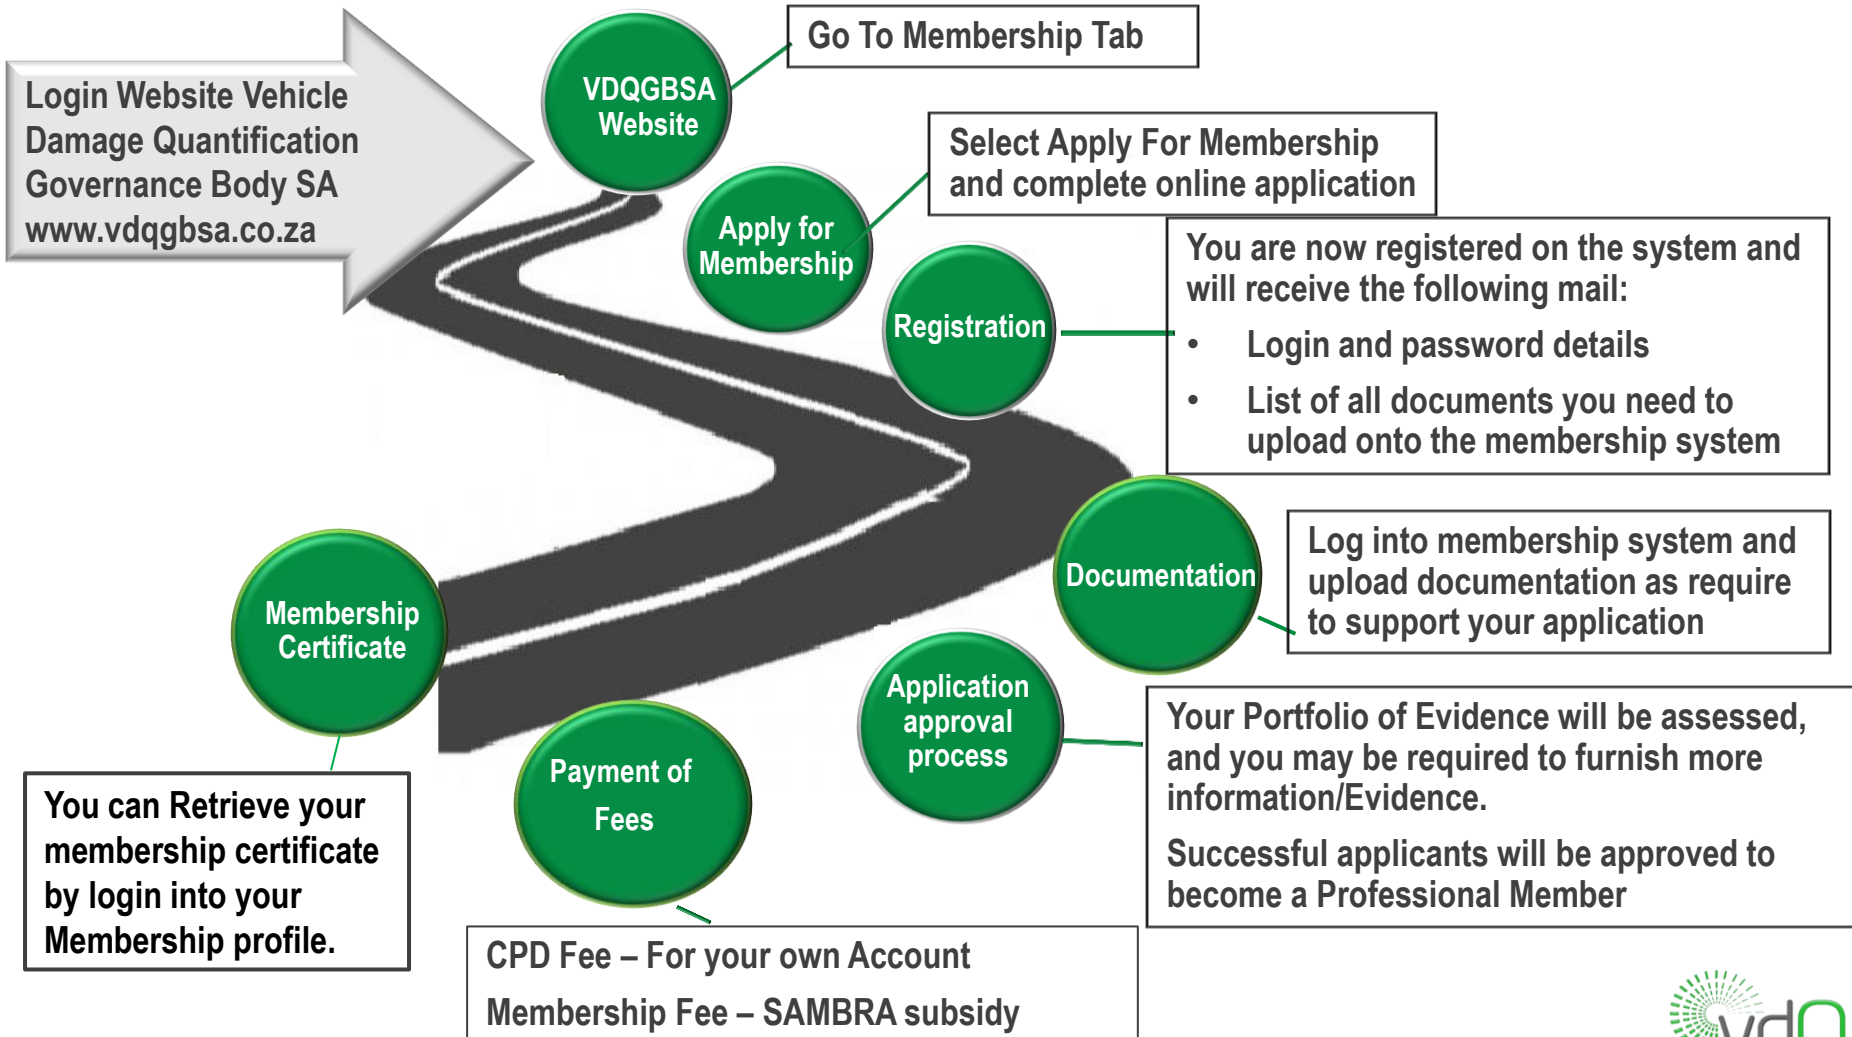 Login Website Vehicle
Damage Quantification
Governance Body SA
www.vdqgbsa.co.za
VDQGBSA
Website
Go To Membership Tab
Apply for
Membership
Select Apply For Membership
and complete online application
Registration
You are now registered on the system and
will receive the following mail:
• Login and password details
• List of all documents you need to
upload onto the membership system
Documentation
Log into membership system and
upload documentation as require
to support your application
Application
approval
process
Your Portfolio of Evidence will be assessed,
and you may be required to furnish more
information/Evidence.
Successful applicants will be approved to
become a Professional Member
Payment of
Fees
CPD Fee – For your own Account
Membership Fee – SAMBRA subsidy
Membership
Certificate
You can Retrieve your
membership certificate
by login into your
Membership profile.